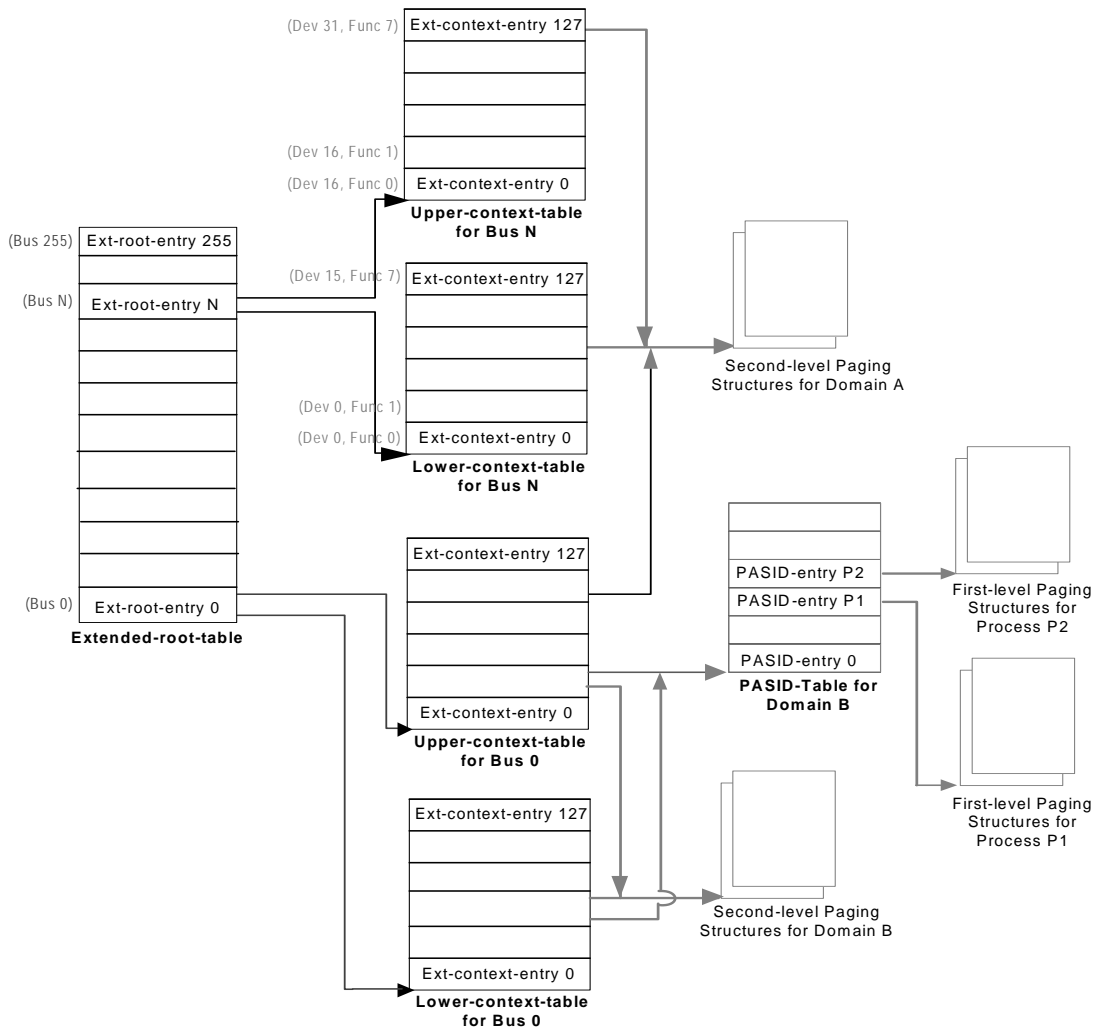 (Dev 31, Func 7)
Ext-context-entry 127
(Dev 16, Func 1)
(Dev 16, Func 0)
Ext-context-entry 0
Upper-context-table
for Bus N
(Bus 255)
Ext-root-entry 255
(Bus N)
Ext-root-entry N
(Bus 0)
Ext-root-entry 0
Extended-root-table
(Dev 15, Func 7)
Ext-context-entry 127
(Dev 0, Func 1)
(Dev 0, Func 0)
Ext-context-entry 0
Lower-context-table
for Bus N
Second-level Paging
Structures for Domain A
Ext-context-entry 127
Ext-context-entry 0
Upper-context-table
for Bus 0
PASID-entry P2
PASID-entry P1
PASID-entry 0
PASID-Table for
Domain B
First-level Paging
Structures for
Process P2
First-level Paging
Structures for
Process P1
Ext-context-entry 127
Ext-context-entry 0
Lower-context-table
for Bus 0
Second-level Paging
Structures for Domain B